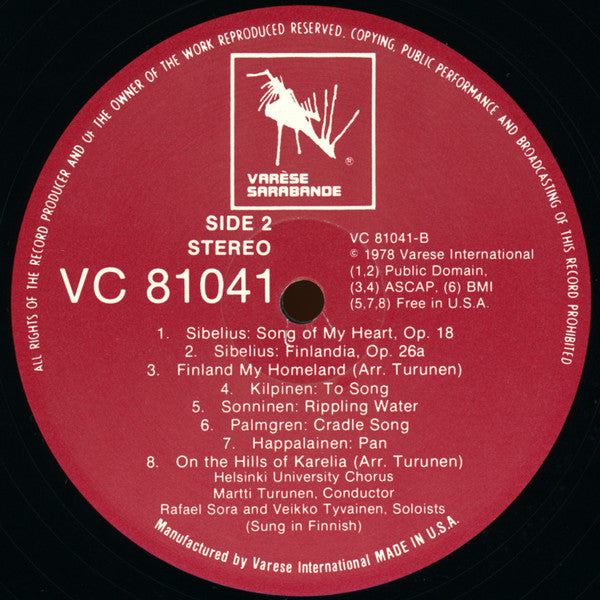 ALL RIGHTS OF THE RECORD PRODUCER AND OF THE OWNER OF THE WORK REPRODUCED RESERVED. COPYING, PUBLIC PERFORMANCE AND BROADCASTING OF THIS RECORD PROHIBITED
®
VARÈSE
SARABANDE
SIDE 2
STEREO
VC 81041
VC 81041-B
© 1978 Varese International
(1,2) Public Domain,
(3,4) ASCAP, (6) BMI
(5,7,8) Free in U.S.A.
1. Sibelius: Song of My Heart, Op. 18
2. Sibelius: Finlandia, Op. 26a
3. Finland My Homeland (Arr. Turunen)
4. Kilpinen: To Song
5. Sonninen: Rippling Water
6. Palmgren: Cradle Song
7. Happalainen: Pan
8. On the Hills of Karelia (Arr. Turunen)
Helsinki University Chorus
Martti Turunen, Conductor
Rafael Sora and Veikko Tyvainen, Soloists
(Sung in Finnish)
Manufactured by Varese International MADE IN U.S.A.